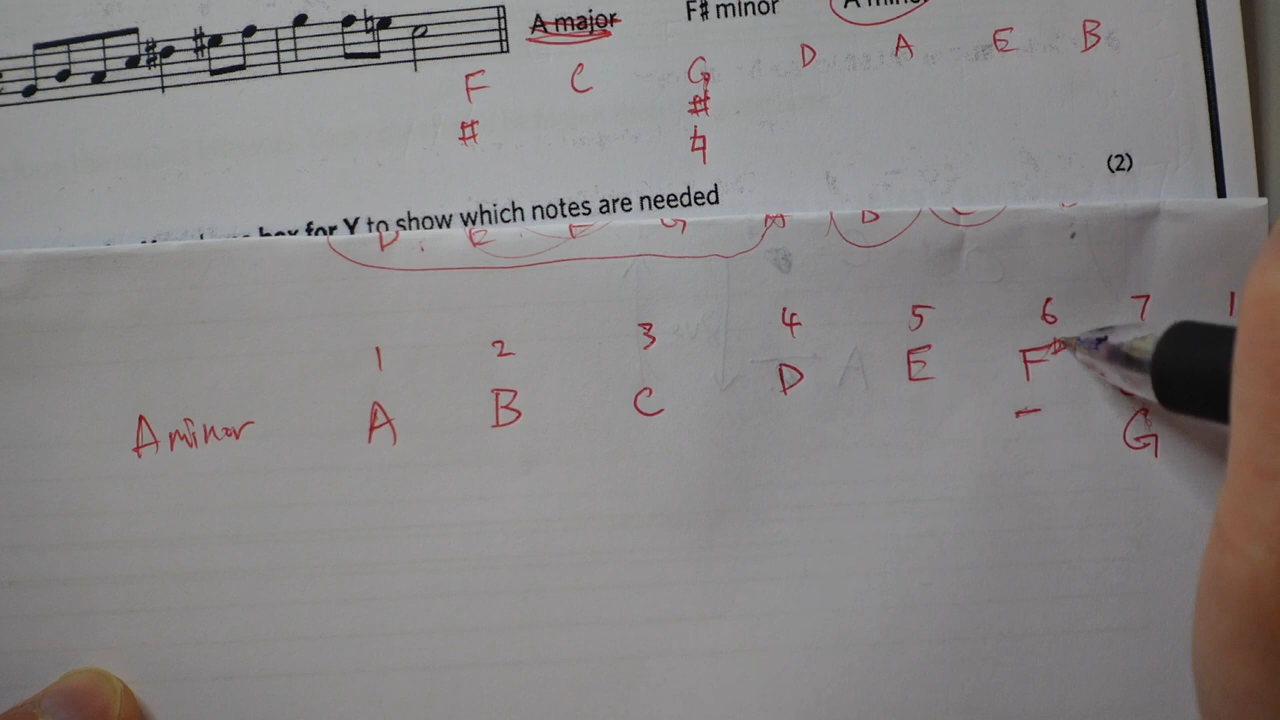 A major F# minor
D A E B
F C G
# #
♮
(2)
box for Y to show which notes are needed
1 2 3 4 5 6 7 1
A minor A B C D E F# G